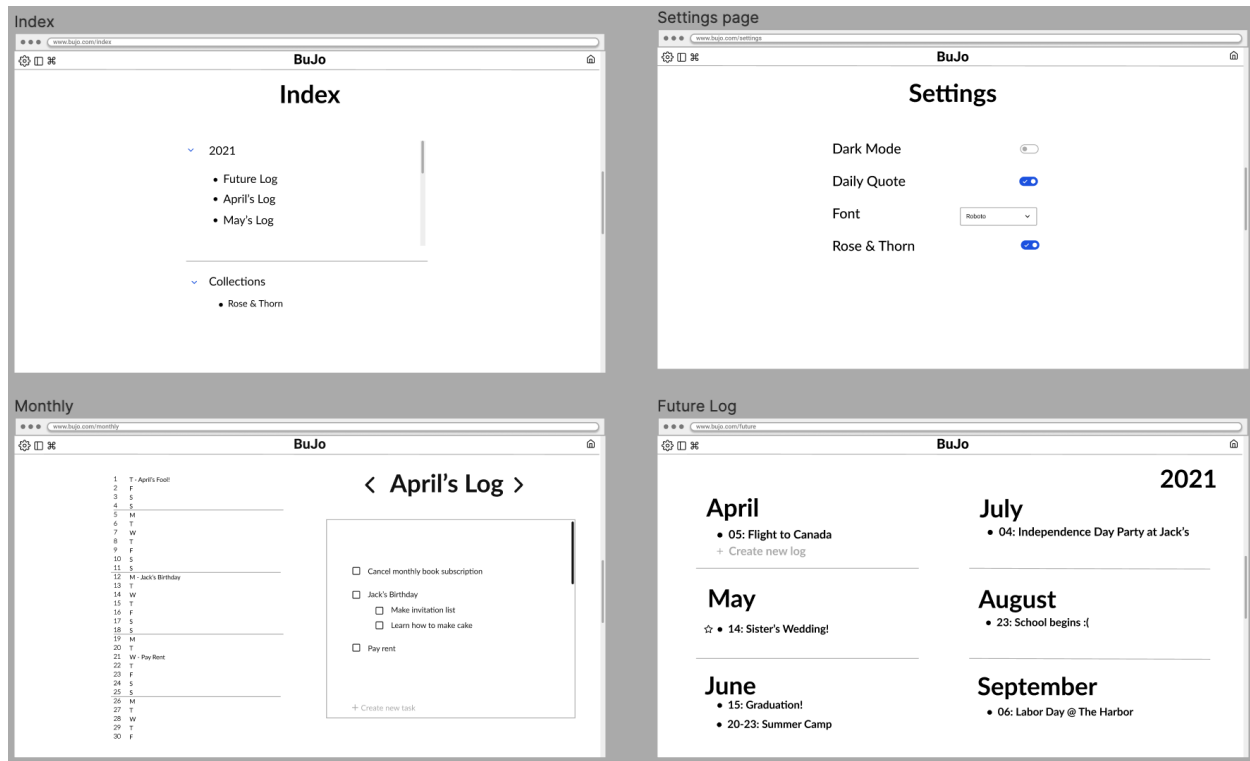 Index
www.bujo.com/index
BuJo
Index
2021
• Future Log
• April's Log
• May's Log
Collections
• Rose & Thorn
Settings page
www.bujo.com/settings
BuJo
Settings
Dark Mode
Daily Quote
Font
Roboto
Rose & Thorn
Monthly
www.bujo.com/monthly
BuJo
1 T - April's Fool!
2 F
3 S
4 S
5 M
6 T
7 W
8 T
9 F
10 S
11 S
12 M - Jack's Birthday
13 T
14 W
15 T
16 F
17 S
18 S
19 M
20 T
21 W - Pay Rent
22 T
23 F
24 S
25 S
26 M
27 T
28 W
29 T
30 F
< April's Log >
Cancel monthly book subscription
Jack's Birthday
Make invitation list
Learn how to make cake
Pay rent
+ Create new task
Future Log
www.bujo.com/future
BuJo
2021
April
• 05: Flight to Canada
+ Create new log
May
☆ • 14: Sister's Wedding!
June
• 15: Graduation!
• 20-23: Summer Camp
July
• 04: Independence Day Party at Jack's
August
• 23: School begins :(
September
• 06: Labor Day @ The Harbor